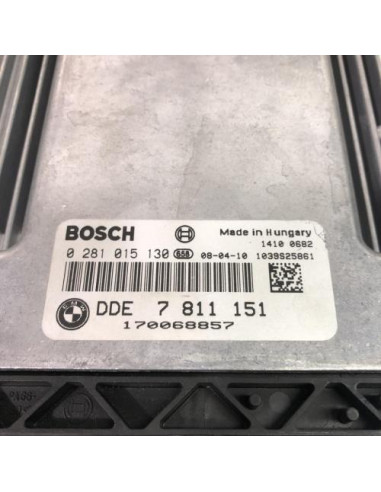 BOSCH Made in Hungary
1410 0682
0 281 015 130 658 08-04-10 1039S25861
DDE 7 811 151
170068857